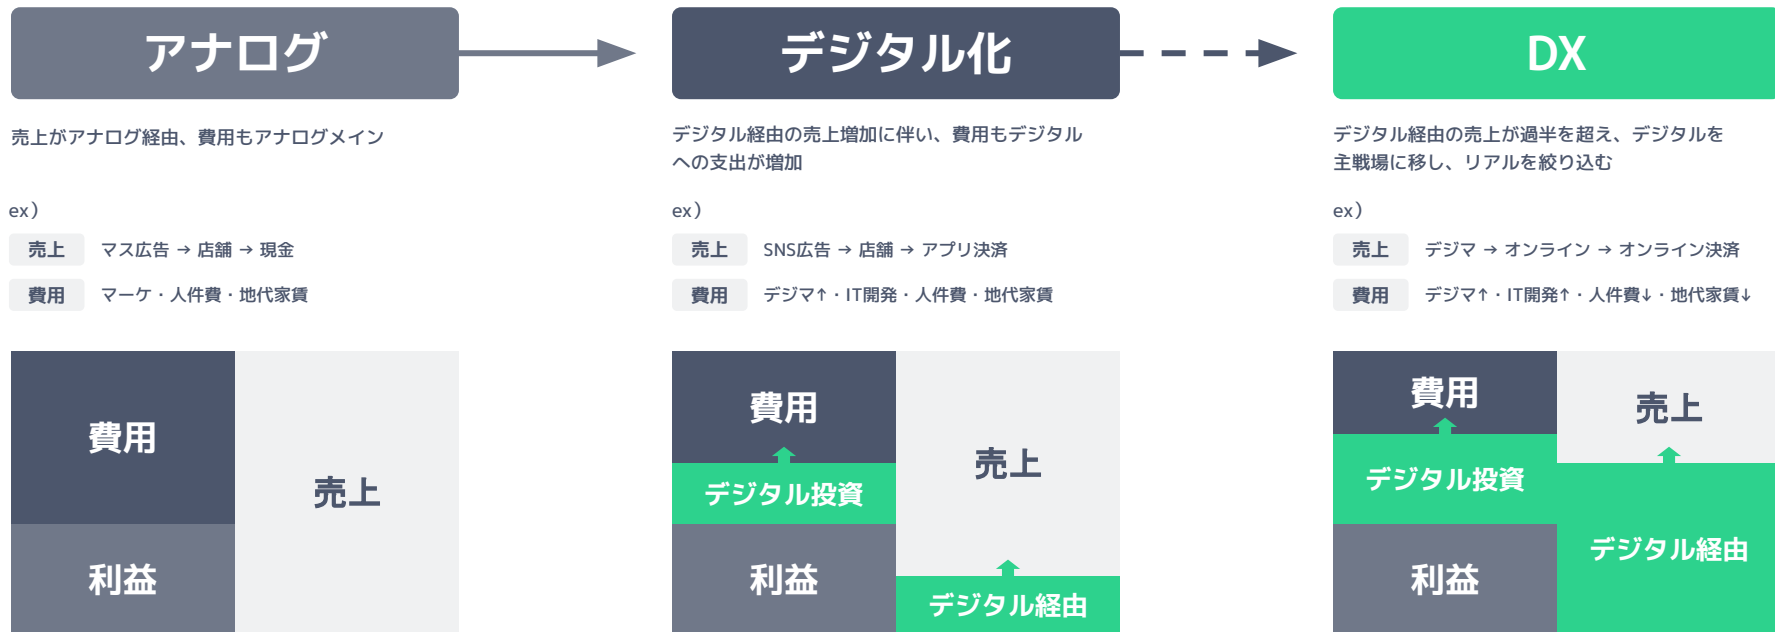 アナログ
売上がアナログ経由、費用もアナログメイン
ex）
売上 マス広告 → 店舗 → 現金
費用 マーケ・人件費・地代家賃
費用
売上
利益
デジタル化
デジタル経由の売上増加に伴い、費用もデジタル
への支出が増加
ex）
売上 SNS広告 → 店舗 → アプリ決済
費用 デジマ↑・IT開発・人件費・地代家賃
費用
売上
デジタル投資
利益
デジタル経由
DX
デジタル経由の売上が過半を超え、デジタルを
主戦場に移し、リアルを絞り込む
ex）
売上 デジマ → オンライン → オンライン決済
費用 デジマ↑・IT開発↑・人件費↓・地代家賃↓
費用
売上
デジタル投資
デジタル経由
利益